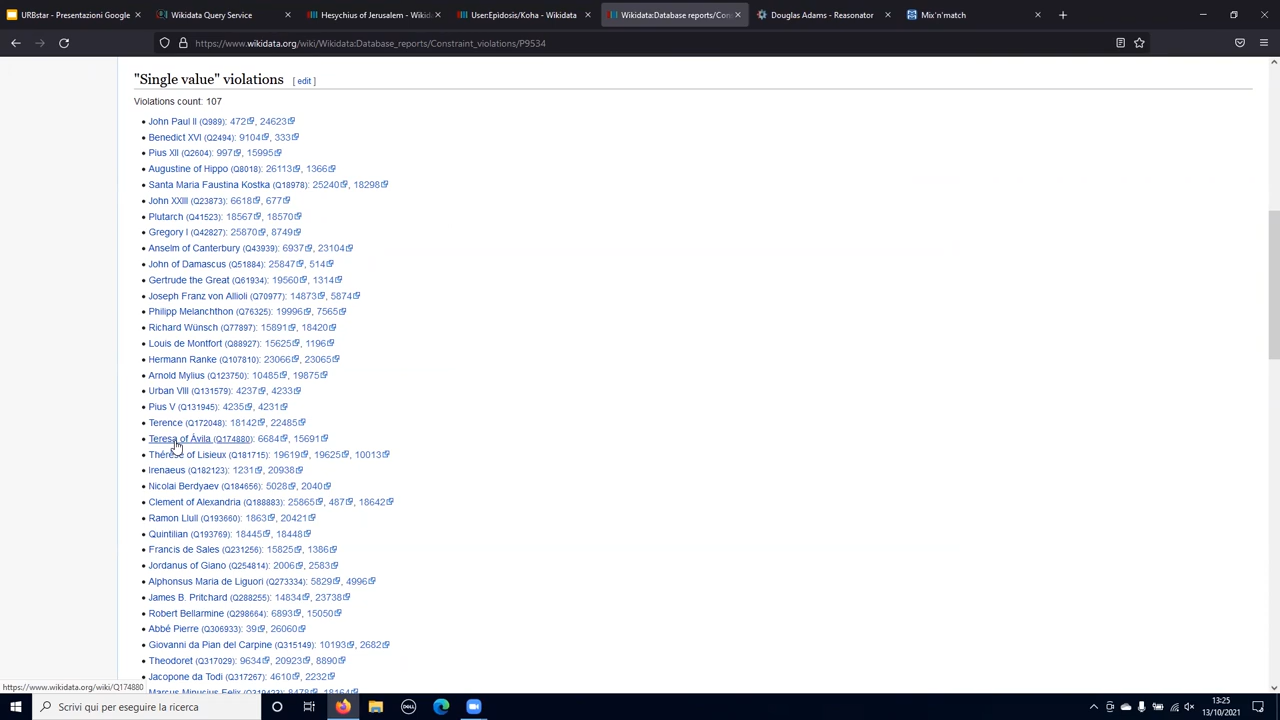 URBstar - Presentazioni Google
Wikidata Query Service
Hesychius of Jerusalem - Wikidata
User:Epidosis/Koha - Wikidata
Wikidata:Database reports/Con
Douglas Adams - Reasonator
Mix'n'match
https://www.wikidata.org/wiki/Wikidata:Database_reports/Constraint_violations/P9534
"Single value" violations [ edit ]
Violations count: 107
John Paul II (Q989): 472, 24623
Benedict XVI (Q2494): 9104, 333
Pius XII (Q2604): 997, 15995
Augustine of Hippo (Q8018): 26113, 1366
Santa Maria Faustina Kostka (Q18978): 25240, 18298
John XXIII (Q23873): 6618, 677
Plutarch (Q41523): 18567, 18570
Gregory I (Q42827): 25870, 8749
Anselm of Canterbury (Q43939): 6937, 23104
John of Damascus (Q51884): 25847, 514
Gertrude the Great (Q61934): 19560, 1314
Joseph Franz von Allioli (Q70977): 14873, 5874
Philipp Melanchthon (Q76325): 19996, 7565
Richard Wünsch (Q77897): 15891, 18420
Louis de Montfort (Q88927): 15625, 1196
Hermann Ranke (Q107810): 23066, 23065
Arnold Mylius (Q123750): 10485, 19875
Urban VIII (Q131579): 4237, 4233
Pius V (Q131945): 4235, 4231
Terence (Q172048): 18142, 22485
Teresa of Ávila (Q174880): 6684, 15691
Thérèse of Lisieux (Q181715): 19619, 19625, 10013
Irenaeus (Q182123): 1231, 20938
Nicolai Berdyaev (Q184656): 5028, 2040
Clement of Alexandria (Q188883): 25865, 487, 18642
Ramon Llull (Q193660): 1863, 20421
Quintilian (Q193769): 18445, 18448
Francis de Sales (Q231256): 15825, 1386
Jordanus of Giano (Q254814): 2006, 2583
Alphonsus Maria de Liguori (Q273334): 5829, 4996
James B. Pritchard (Q288255): 14834, 23738
Robert Bellarmine (Q298664): 6893, 15050
Abbé Pierre (Q306933): 39, 26060
Giovanni da Pian del Carpine (Q315149): 10193, 2682
Theodoret (Q317029): 9634, 20923, 8890
Jacopone da Todi (Q317267): 4610, 2232
Marcus Minucius Felix (Q319423): 8478, 18164
https://www.wikidata.org/wiki/Q174880
Scrivi qui per eseguire la ricerca
DELL
13:25
13/10/2021